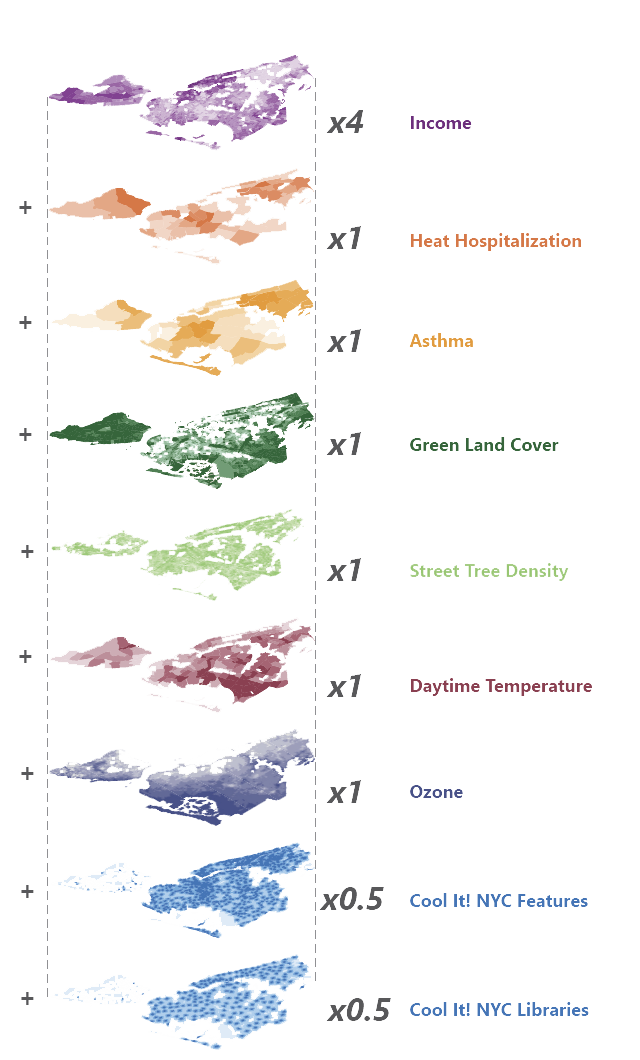 x4 Income
+ x1 Heat Hospitalization
+ x1 Asthma
+ x1 Green Land Cover
+ x1 Street Tree Density
+ x1 Daytime Temperature
+ x1 Ozone
+ x0.5 Cool It! NYC Features
+ x0.5 Cool It! NYC Libraries